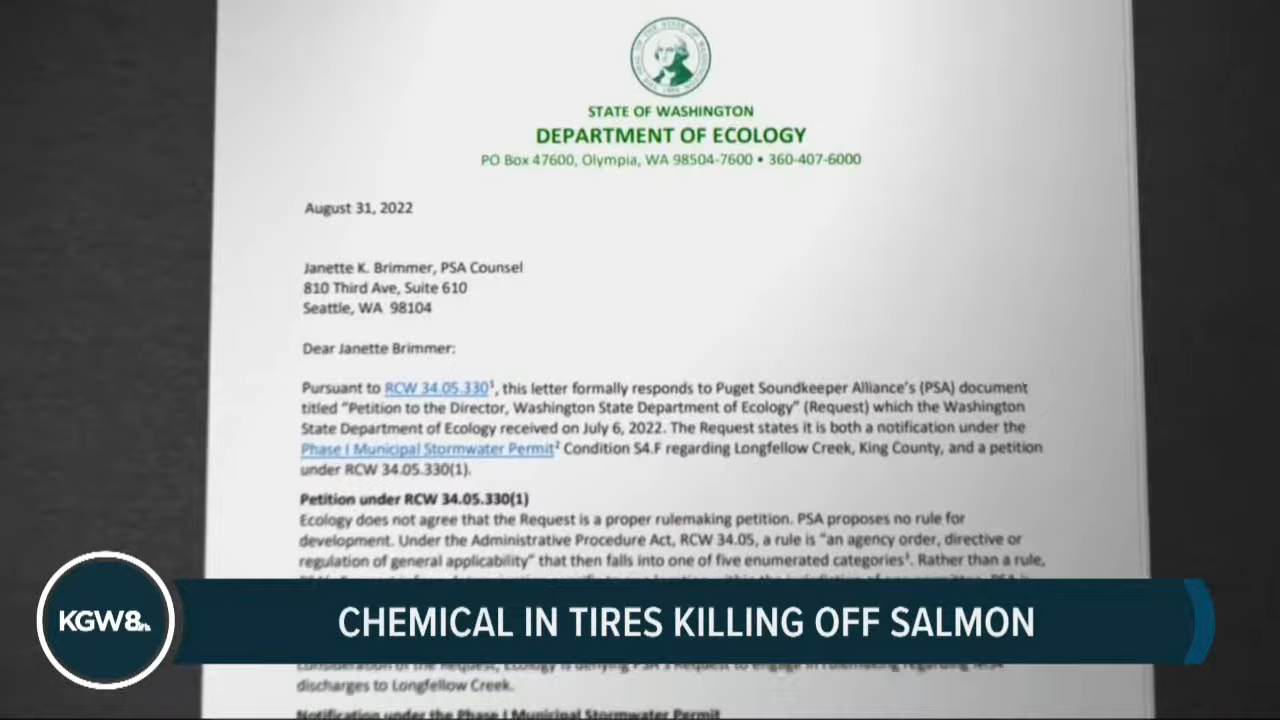 STATE OF WASHINGTON
DEPARTMENT OF ECOLOGY
PO Box 47600, Olympia, WA 98504-7600 • 360-407-6000
August 31, 2022
Janette K. Brimmer, PSA Counsel
810 Third Ave, Suite 610
Seattle, WA 98104
Dear Janette Brimmer:
Pursuant to RCW 34.05.330¹, this letter formally responds to Puget Soundkeeper Alliance's (PSA) document
titled "Petition to the Director, Washington State Department of Ecology" (Request) which the Washington
State Department of Ecology received on July 6, 2022. The Request states it is both a notification under the
Phase I Municipal Stormwater Permit² Condition S4.F regarding Longfellow Creek, King County, and a petition
under RCW 34.05.330(1).
Petition under RCW 34.05.330(1)
Ecology does not agree that the Request is a proper rulemaking petition. PSA proposes no rule for
development. Under the Administrative Procedure Act, RCW 34.05, a rule is "an agency order, directive or
regulation of general applicability" that then falls into one of five enumerated categories³. Rather than a rule,
KGW8
CHEMICAL IN TIRES KILLING OFF SALMON
discharges to Longfellow Creek.
Notification under the Phase I Municipal Stormwater Permit